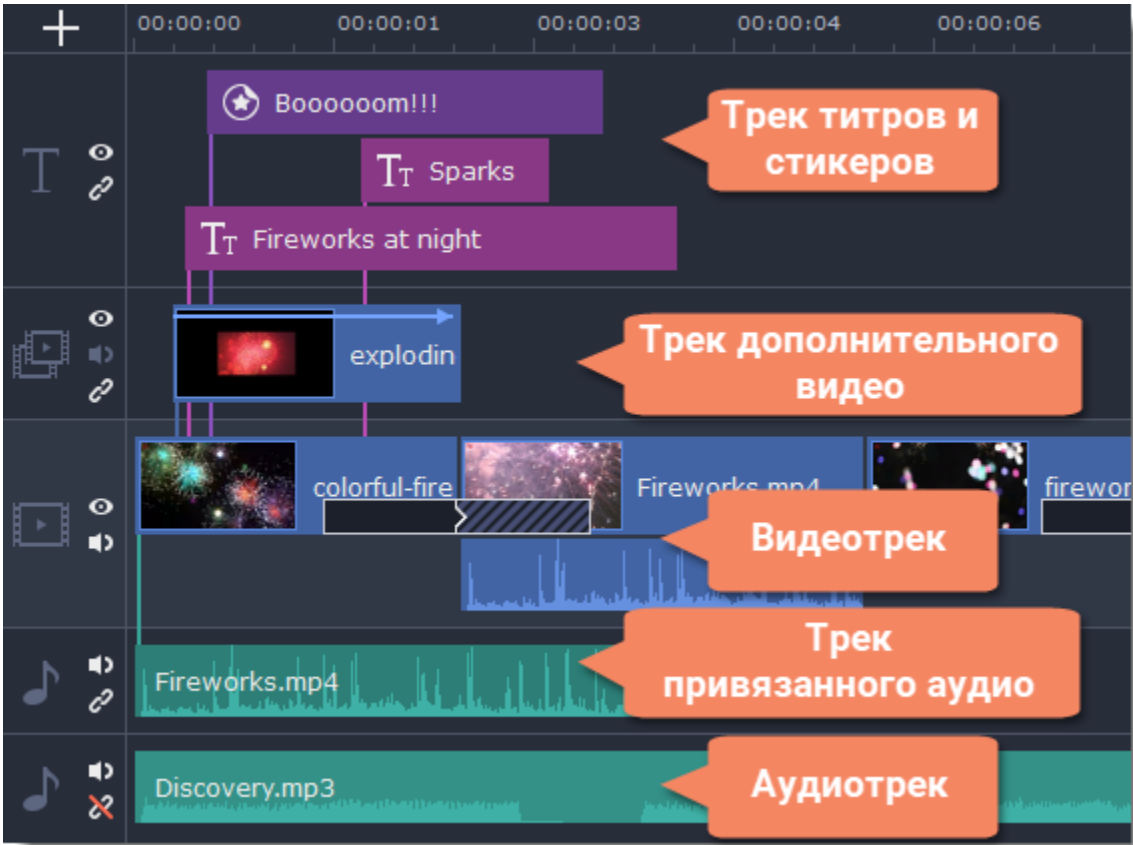 00:00:00 00:00:01 00:00:03 00:00:04 00:00:06
Boooooom!!!
Трек титров и
стикеров
Sparks
Fireworks at night
Трек дополнительного
видео
explodin
colorful-fire
Fireworks.mp4
firewor
Видеотрек
Трек
привязанного аудио
Fireworks.mp4
Аудиотрек
Discovery.mp3